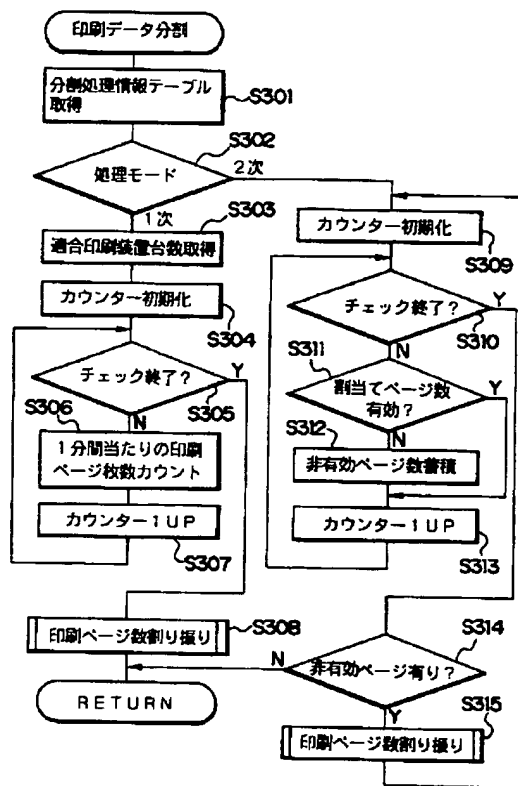 印刷データ分割
分割処理情報テーブル
取得
S301
S302
処理モード
2次
1次
S303
適合印刷装置台数取得
カウンター初期化
S304
チェック終了?
Y
S305
N
S306
1分間当たりの印刷
ページ枚数カウント
カウンター1UP
S307
印刷ページ数割り振り
S308
RETURN
カウンター初期化
S309
チェック終了?
Y
S310
N
S311
割当てページ数
有効?
Y
S312
N
非有効ページ数蓄積
カウンター1UP
S313
S314
N
非有効ページ有り?
Y
S315
印刷ページ数割り振り